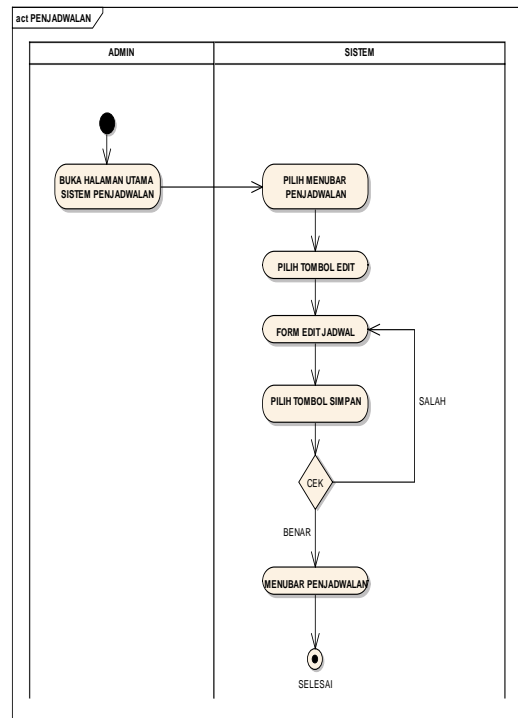 act PENJADWALAN
ADMIN
SISTEM
BUKA HALAMAN UTAMA
SISTEM PENJADWALAN
PILIH MENUBAR
PENJADWALAN
PILIH TOMBOL EDIT
FORM EDIT JADWAL
PILIH TOMBOL SIMPAN
SALAH
CEK
BENAR
MENUBAR PENJADWALAN
SELESAI